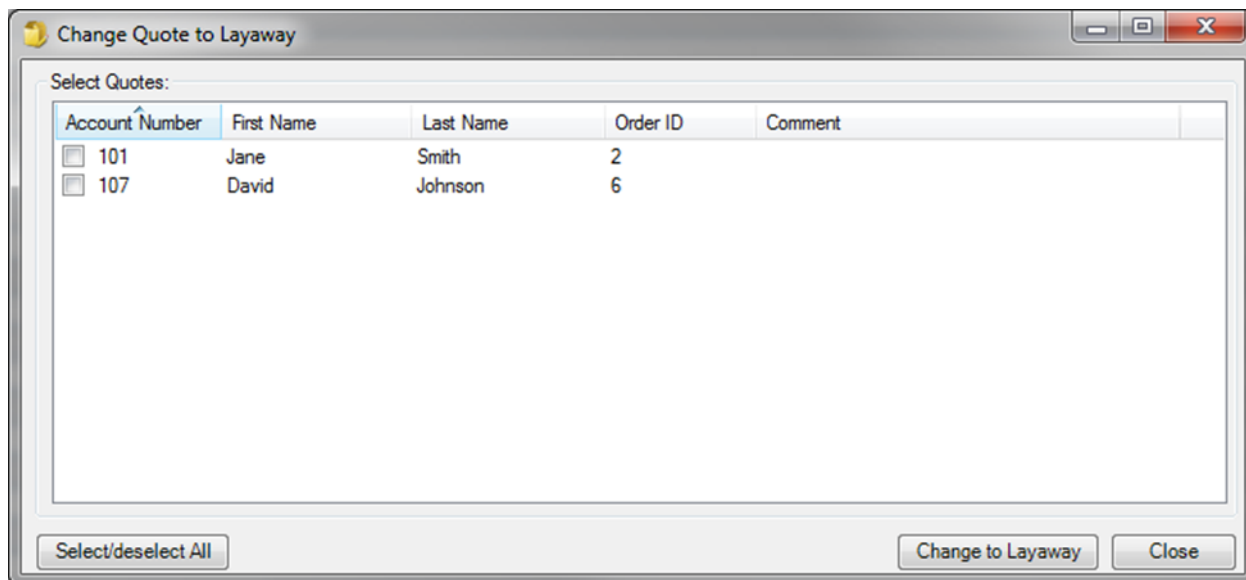 Change Quote to Layaway
Select Quotes:
Account Number First Name Last Name Order ID Comment
101 Jane Smith 2
107 David Johnson 6
Select/deselect All Change to Layaway Close